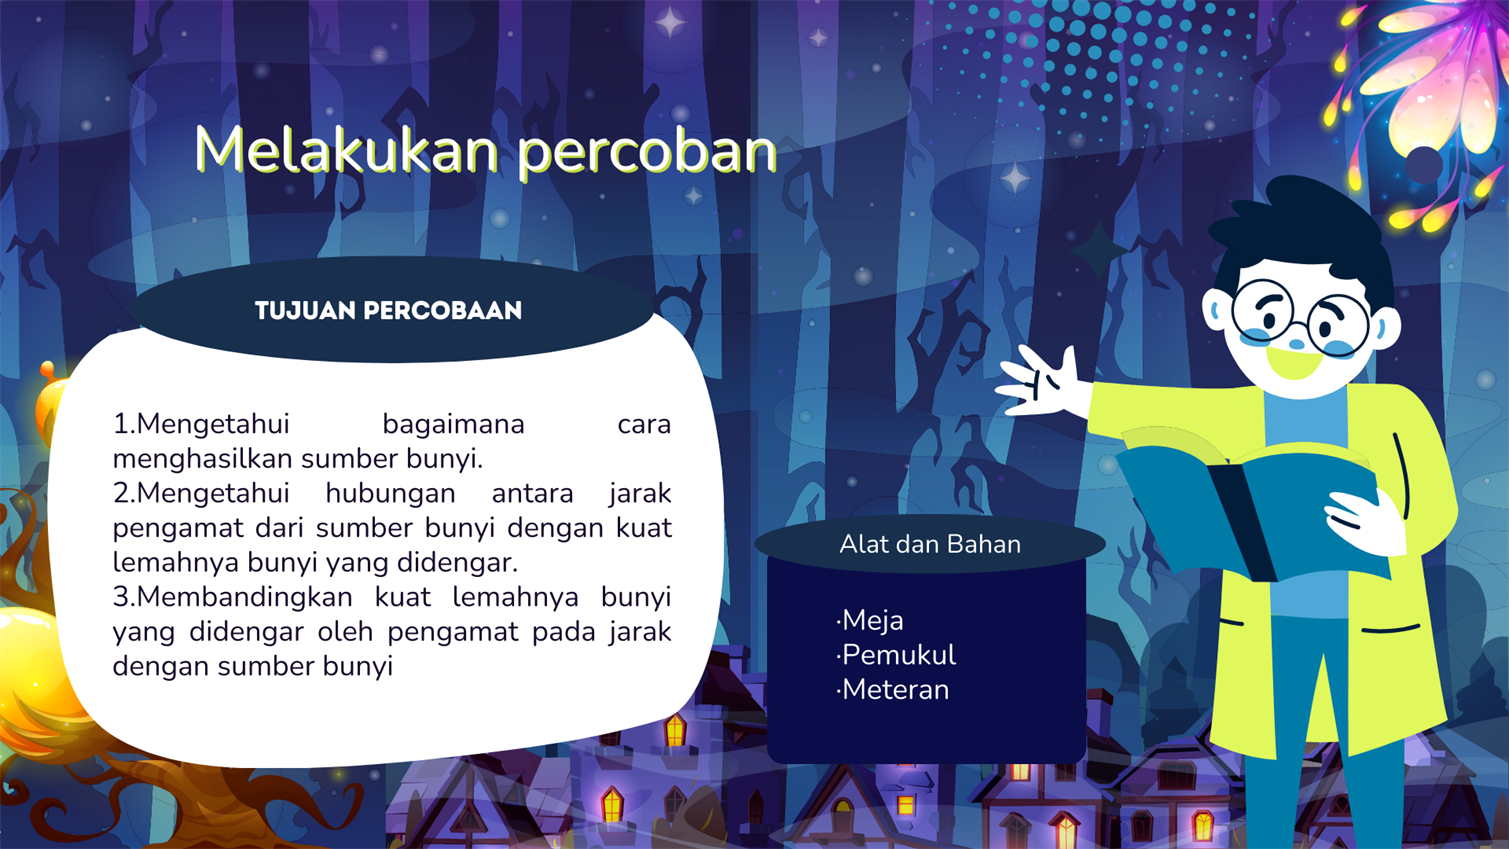 Melakukan percoban
TUJUAN PERCOBAAN
1.Mengetahui bagaimana cara
menghasilkan sumber bunyi.
2.Mengetahui hubungan antara jarak
pengamat dari sumber bunyi dengan kuat
lemahnya bunyi yang didengar.
3.Membandingkan kuat lemahnya bunyi
yang didengar oleh pengamat pada jarak
dengan sumber bunyi
Alat dan Bahan
·Meja
·Pemukul
·Meteran